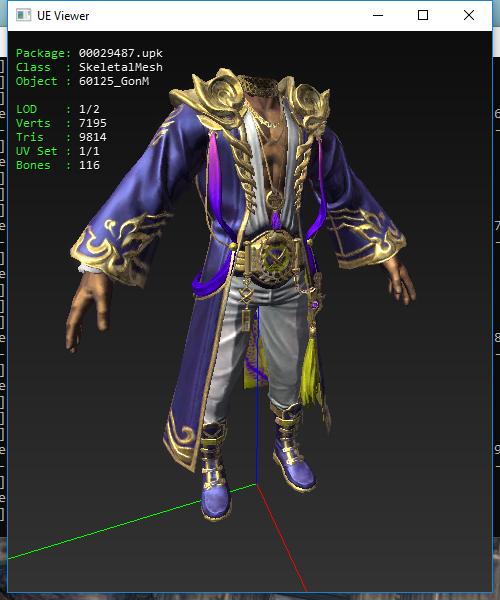 UE Viewer
Package: 00029487.upk
Class : SkeletalMesh
Object : 60125_GonM
LOD : 1/2
Verts : 7195
Tris : 9814
UV Set : 1/1
Bones : 116